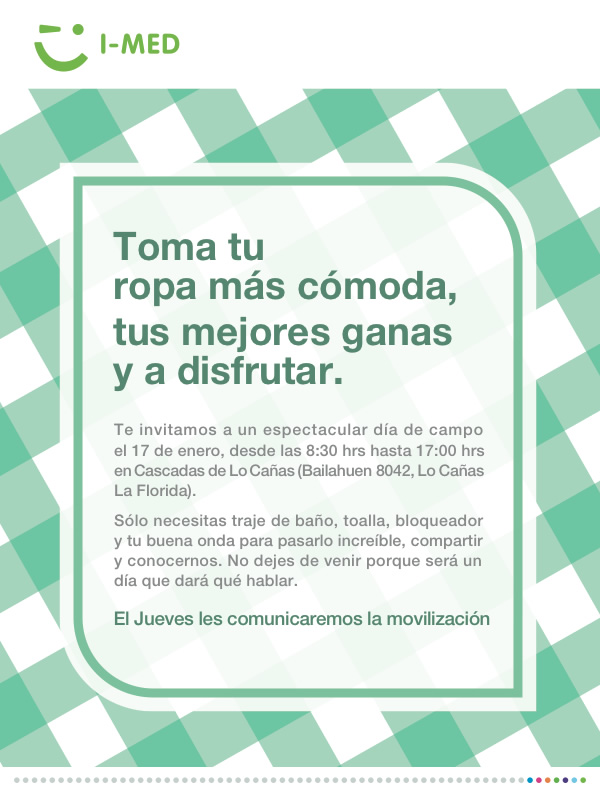 I-MED
Toma tu
ropa más cómoda,
tus mejores ganas
y a disfrutar.
Te invitamos a un espectacular día de campo
el 17 de enero, desde las 8:30 hrs hasta 17:00 hrs
en Cascadas de Lo Cañas (Bailahuen 8042, Lo Cañas
La Florida).
Sólo necesitas traje de baño, toalla, bloqueador
y tu buena onda para pasarlo increíble, compartir
y conocernos. No dejes de venir porque será un
día que dará qué hablar.
El Jueves les comunicaremos la movilización